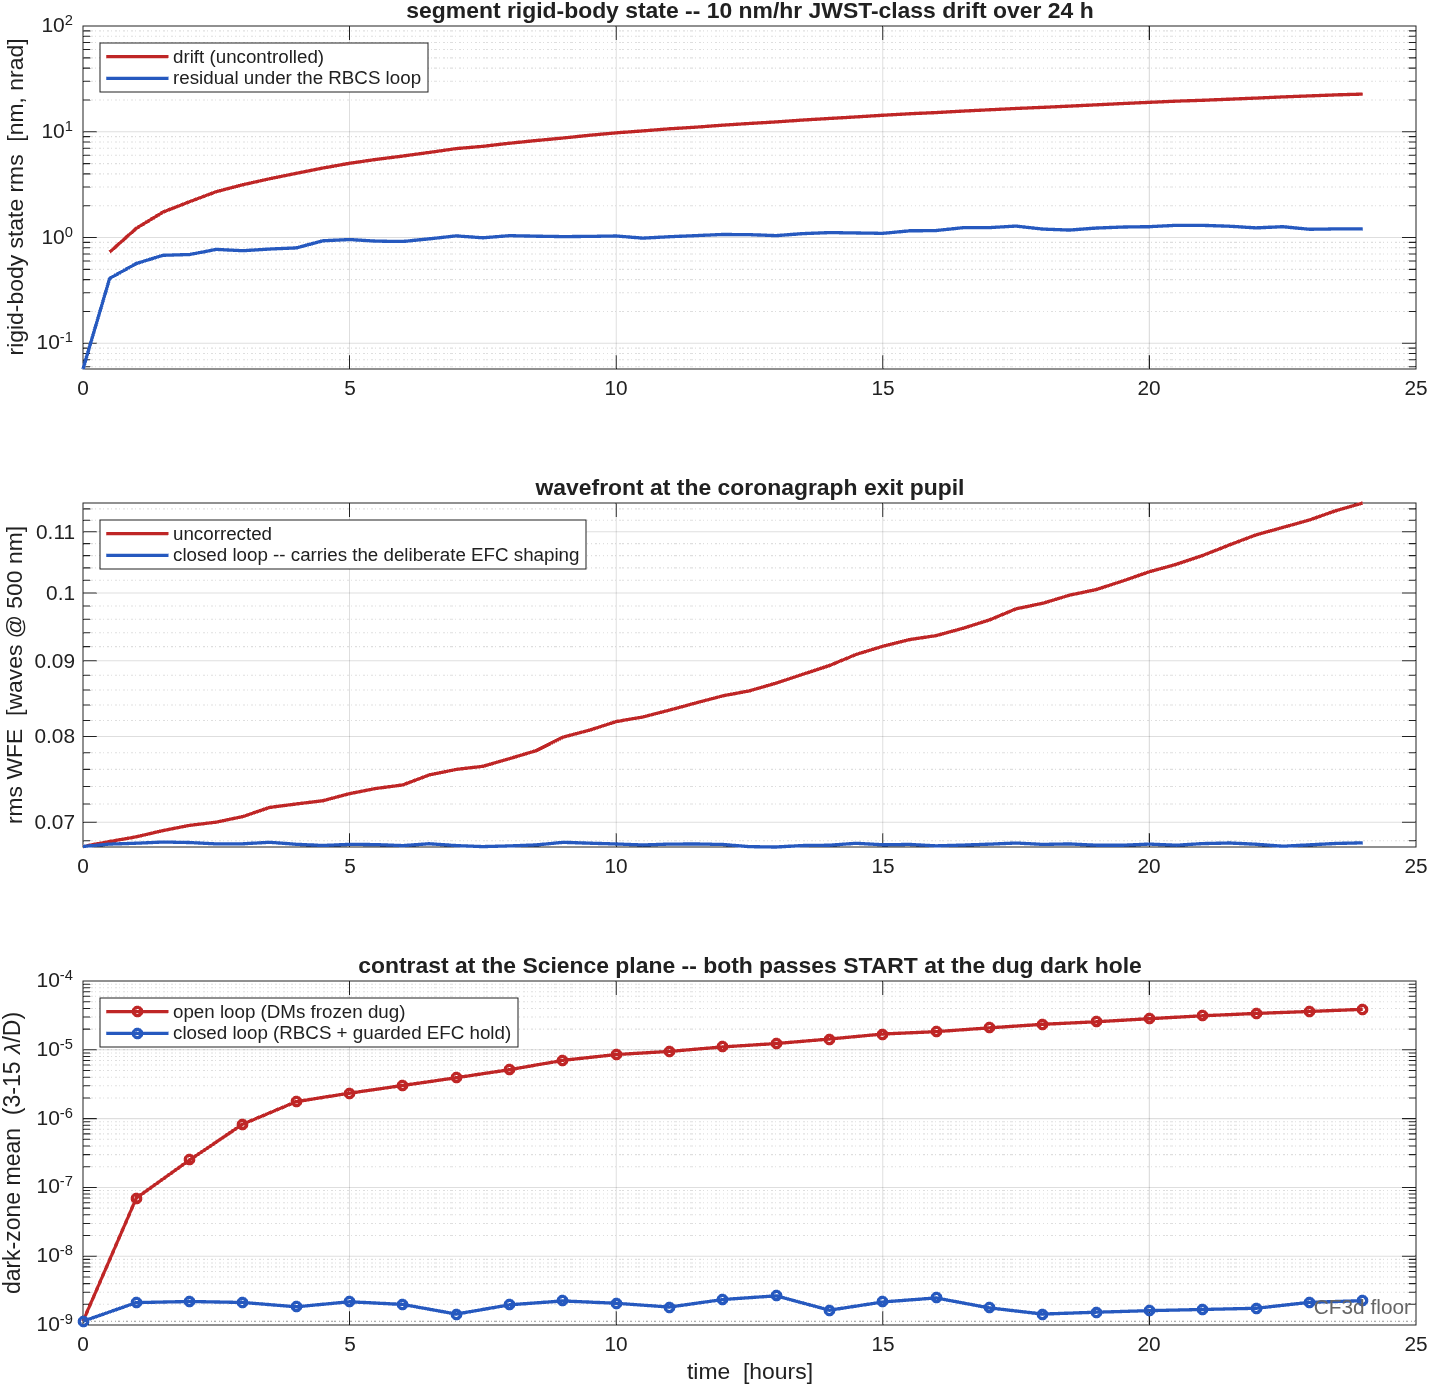 segment rigid-body state -- 10 nm/hr JWST-class drift over 24 h
rigid-body state rms [nm, nrad]
10²
10¹
10⁰
10⁻¹
drift (uncontrolled)
residual under the RBCS loop
0 5 10 15 20 25
wavefront at the coronagraph exit pupil
rms WFE [waves @ 500 nm]
0.11
0.1
0.09
0.08
0.07
uncorrected
closed loop -- carries the deliberate EFC shaping
0 5 10 15 20 25
contrast at the Science plane -- both passes START at the dug dark hole
dark-zone mean (3-15 λ/D)
10⁻⁴
10⁻⁵
10⁻⁶
10⁻⁷
10⁻⁸
10⁻⁹
open loop (DMs frozen dug)
closed loop (RBCS + guarded EFC hold)
CF3d floor
0 5 10 15 20 25
time [hours]